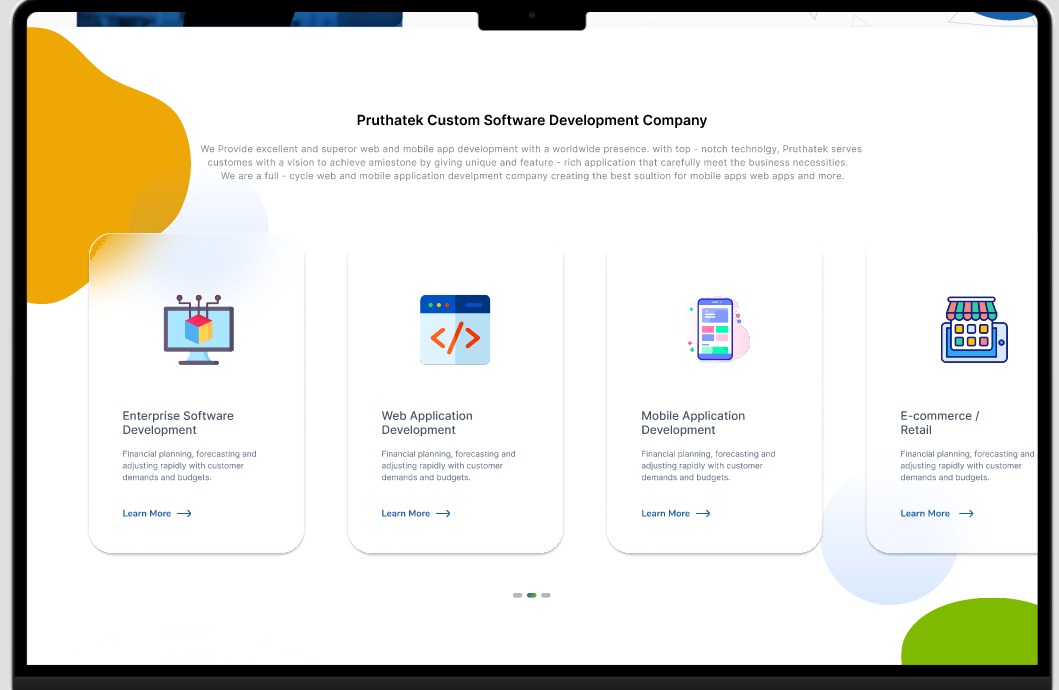 Pruthatek Custom Software Development Company
We Provide excellent and superor web and mobile app development with a worldwide presence. with top - notch technolgy, Pruthatek serves
customes with a vision to achieve amiestone by giving unique and feature - rich application that carefully meet the business necessities.
We are a full - cycle web and mobile application develpment company creating the best soultion for mobile apps web apps and more.
Enterprise Software
Development
Financial planning, forecasting and
adjusting rapidly with customer
demands and budgets.
Learn More
Web Application
Development
Financial planning, forecasting and
adjusting rapidly with customer
demands and budgets.
Learn More
Mobile Application
Development
Financial planning, forecasting and
adjusting rapidly with customer
demands and budgets.
Learn More
E-commerce /
Retail
Financial planning, forecasting and
adjusting rapidly with customer
demands and budgets.
Learn More